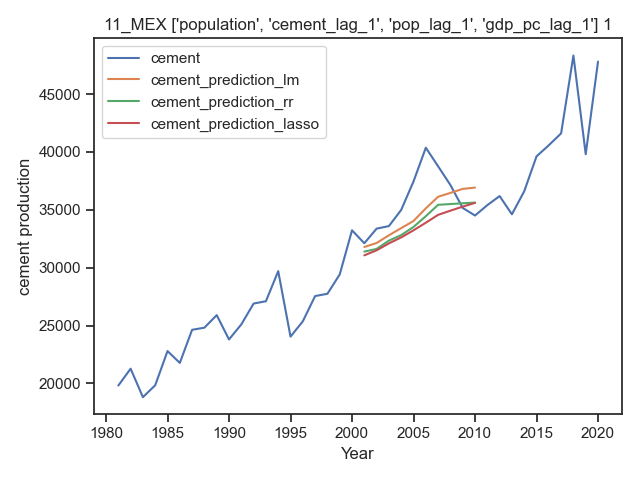 11_MEX ['population', 'cement_lag_1', 'pop_lag_1', 'gdp_pc_lag_1'] 1
cement
cement_prediction_lm
cement_prediction_rr
cement_prediction_lasso
cement production
45000
40000
35000
30000
25000
20000
1980 1985 1990 1995 2000 2005 2010 2015 2020
Year